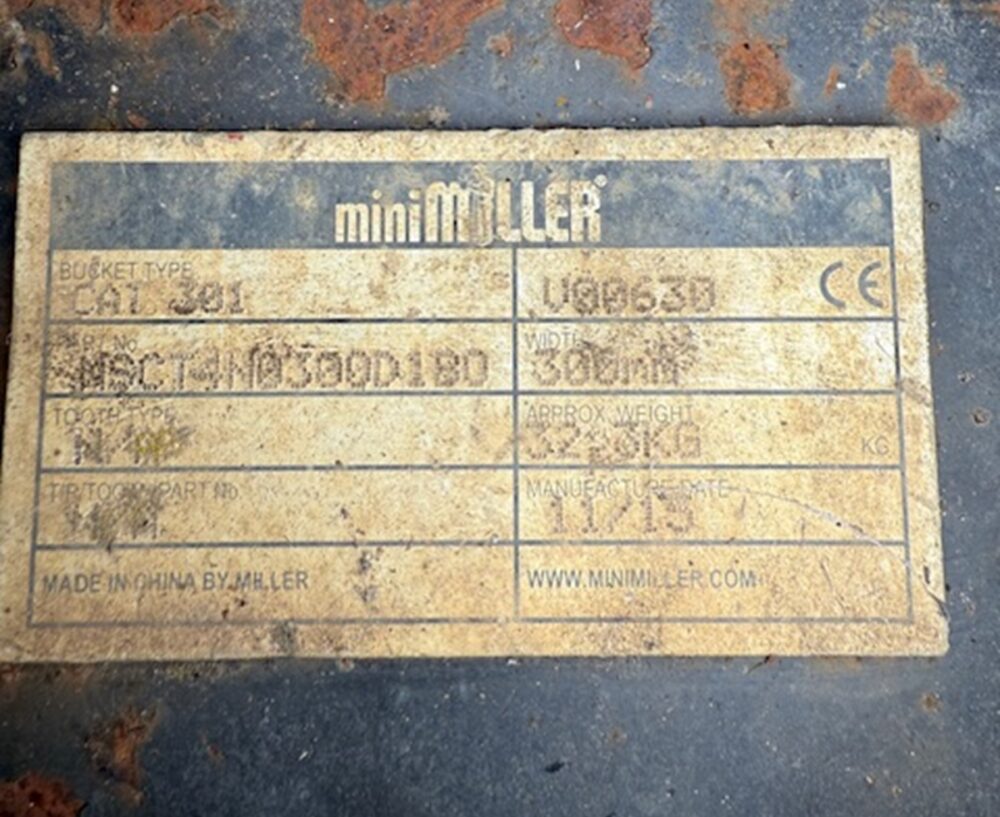 miniMILLER®
BUCKET TYPE
CAT 301
V00630
CE
PART No.
MSCT4N0300D180
WIDTH
300mm
TOOTH TYPE
APPROX. WEIGHT
KG
TIP/TOOTH PART No.
MANUFACTURE DATE
11/13
MADE IN CHINA BY MILLER
WWW.MINIMILLER.COM